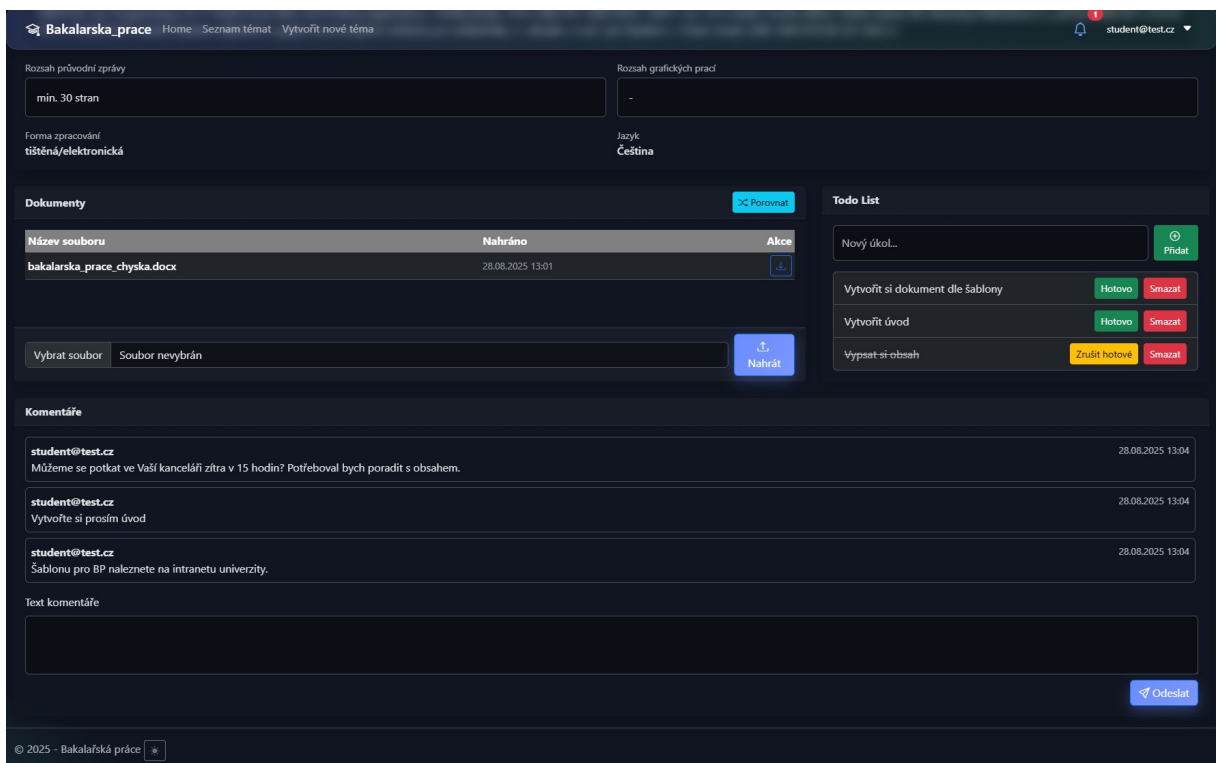 Bakalarska_prace Home Seznam témat Vytvořit nové téma 1 student@test.cz
Rozsah průvodní zprávy Rozsah grafických prací
min. 30 stran -
Forma zpracování Jazyk
tištěná/elektronická Čeština
Dokumenty Porovnat
Název souboru Nahráno Akce
bakalarska_prace_chyska.docx 28.08.2025 13:01
Vybrat soubor Soubor nevybrán Nahrát
Todo List
Nový úkol... Přidat
Vytvořit si dokument dle šablony Hotovo Smazat
Vytvořit úvod Hotovo Smazat
Vypsat si obsah Zrušit hotové Smazat
Komentáře
student@test.cz 28.08.2025 13:04
Můžeme se potkat ve Vaší kanceláři zítra v 15 hodin? Potřeboval bych poradit s obsahem.
student@test.cz 28.08.2025 13:04
Vytvořte si prosím úvod
student@test.cz 28.08.2025 13:04
Šablonu pro BP naleznete na intranetu univerzity.
Text komentáře
Odeslat
© 2025 - Bakalářská práce